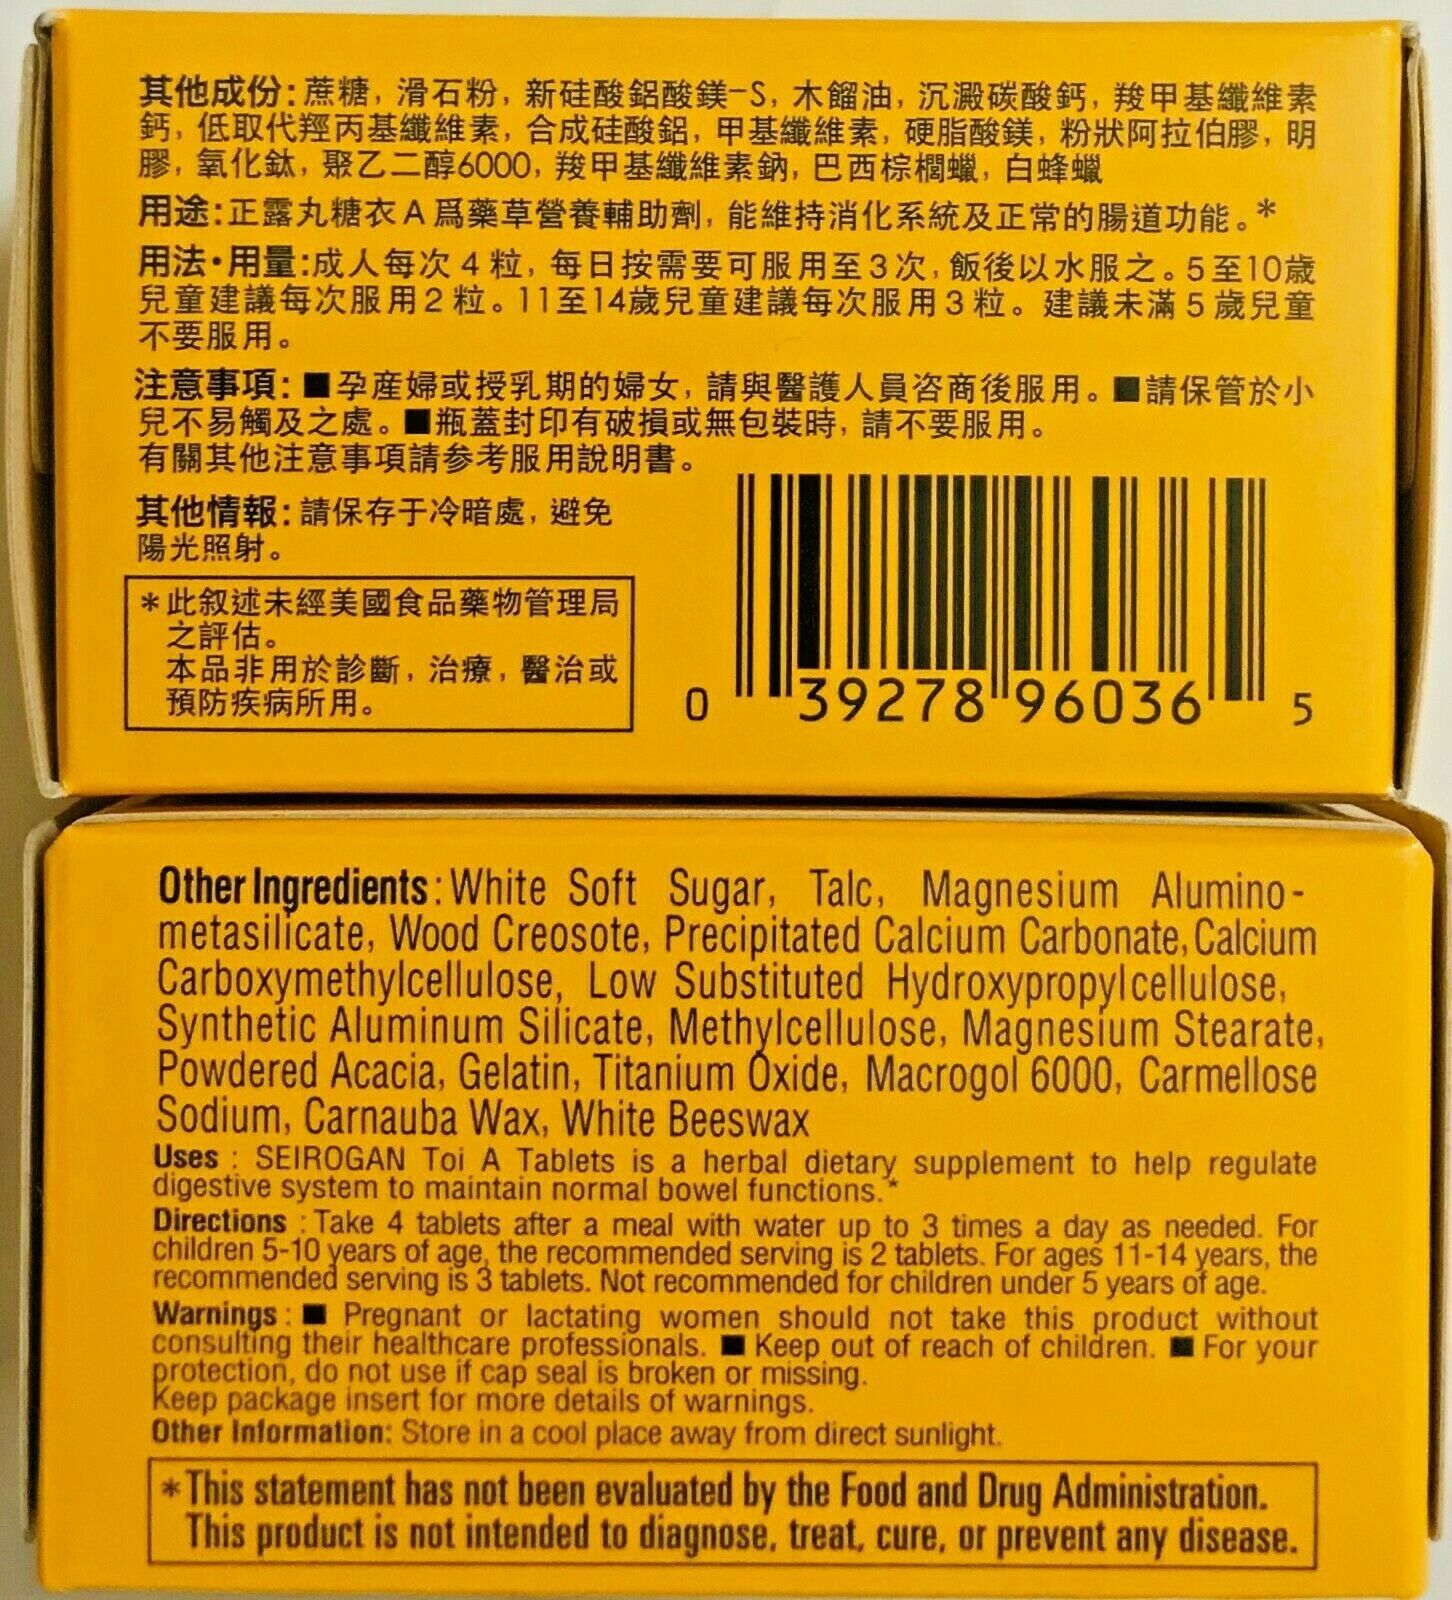 其他成份:蔗糖, 滑石粉, 新硅酸鋁酸鎂-S, 木餾油, 沉澱碳酸鈣, 羧甲基纖維素
鈣, 低取代羥丙基纖維素, 合成硅酸鋁, 甲基纖維素, 硬脂酸鎂, 粉狀阿拉伯膠, 明
膠, 氧化鈦, 聚乙二醇6000, 羧甲基纖維素鈉, 巴西棕櫚蠟, 白蜂蠟
用途:正露丸糖衣A爲藥草營養輔助劑, 能維持消化系統及正常的腸道功能。*
用法・用量:成人每次4粒, 每日按需要可服用至3次, 飯後以水服之。5至10歲
兒童建議每次服用2粒。11至14歲兒童建議每次服用3粒。建議未滿5歲兒童
不要服用。
注意事項: ■孕産婦或授乳期的婦女, 請與醫護人員咨商後服用。■請保管於小
兒不易觸及之處。■瓶蓋封印有破損或無包裝時, 請不要服用。
有關其他注意事項請参考服用說明書。
其他情報: 請保存于冷暗處, 避免
陽光照射。
*此叙述未經美國食品藥物管理局
之評估。
本品非用於診斷, 治療, 醫治或
預防疾病所用。
0 39278 96036 5
Other Ingredients: White Soft Sugar, Talc, Magnesium Alumino-
metasilicate, Wood Creosote, Precipitated Calcium Carbonate, Calcium
Carboxymethylcellulose, Low Substituted Hydroxypropylcellulose,
Synthetic Aluminum Silicate, Methylcellulose, Magnesium Stearate,
Powdered Acacia, Gelatin, Titanium Oxide, Macrogol 6000, Carmellose
Sodium, Carnauba Wax, White Beeswax
Uses : SEIROGAN Toi A Tablets is a herbal dietary supplement to help regulate
digestive system to maintain normal bowel functions.*
Directions : Take 4 tablets after a meal with water up to 3 times a day as needed. For
children 5-10 years of age, the recommended serving is 2 tablets. For ages 11-14 years, the
recommended serving is 3 tablets. Not recommended for children under 5 years of age.
Warnings : ■ Pregnant or lactating women should not take this product without
consulting their healthcare professionals. ■ Keep out of reach of children. ■ For your
protection, do not use if cap seal is broken or missing.
Keep package insert for more details of warnings.
Other Information: Store in a cool place away from direct sunlight.
*This statement has not been evaluated by the Food and Drug Administration.
This product is not intended to diagnose, treat, cure, or prevent any disease.